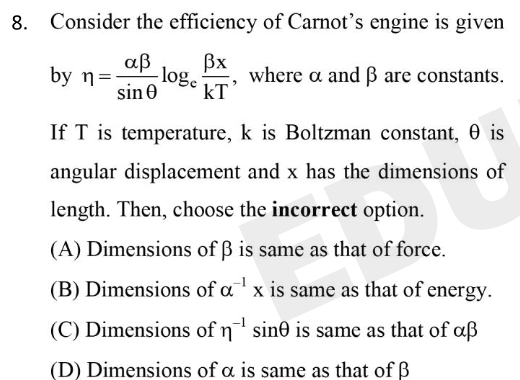 8. Consider the efficiency of Carnot's engine is given
by η = αβ/sinθ logₑ βx/kT, where α and β are constants.
If T is temperature, k is Boltzman constant, θ is
angular displacement and x has the dimensions of
length. Then, choose the incorrect option.
(A) Dimensions of β is same as that of force.
(B) Dimensions of α⁻¹ x is same as that of energy.
(C) Dimensions of η⁻¹ sinθ is same as that of αβ
(D) Dimensions of α is same as that of β
EDU